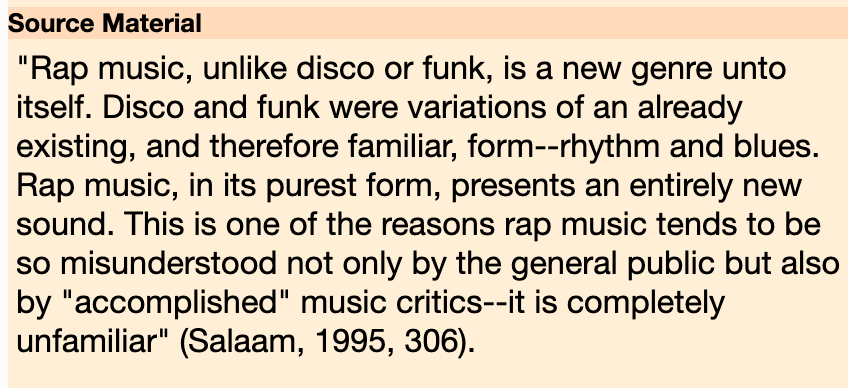 Source Material
"Rap music, unlike disco or funk, is a new genre unto
itself. Disco and funk were variations of an already
existing, and therefore familiar, form--rhythm and blues.
Rap music, in its purest form, presents an entirely new
sound. This is one of the reasons rap music tends to be
so misunderstood not only by the general public but also
by "accomplished" music critics--it is completely
unfamiliar" (Salaam, 1995, 306).